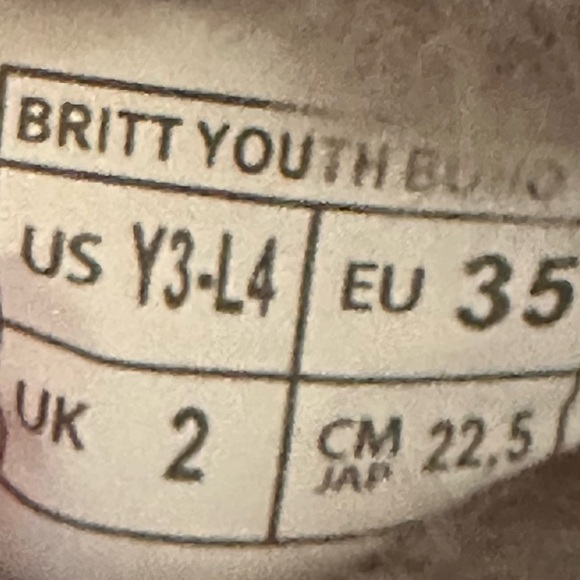 BRITT YOUTH
US Y3-L4 EU 35
UK 2 CM 22.5
JAP